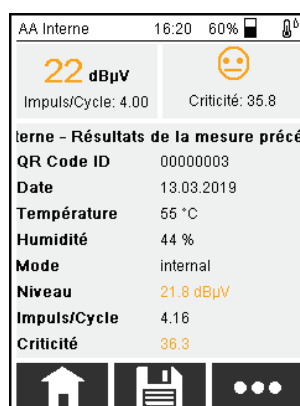 AA Interne 16:20 60%
22 dBµV
Impuls/Cycle: 4.00 Criticité: 35.8
terne - Résultats de la mesure précé
QR Code ID 00000003
Date 13.03.2019
Température 55 °C
Humidité 44 %
Mode internal
Niveau 21.8 dBµV
Impuls/Cycle 4.16
Criticité 36.3